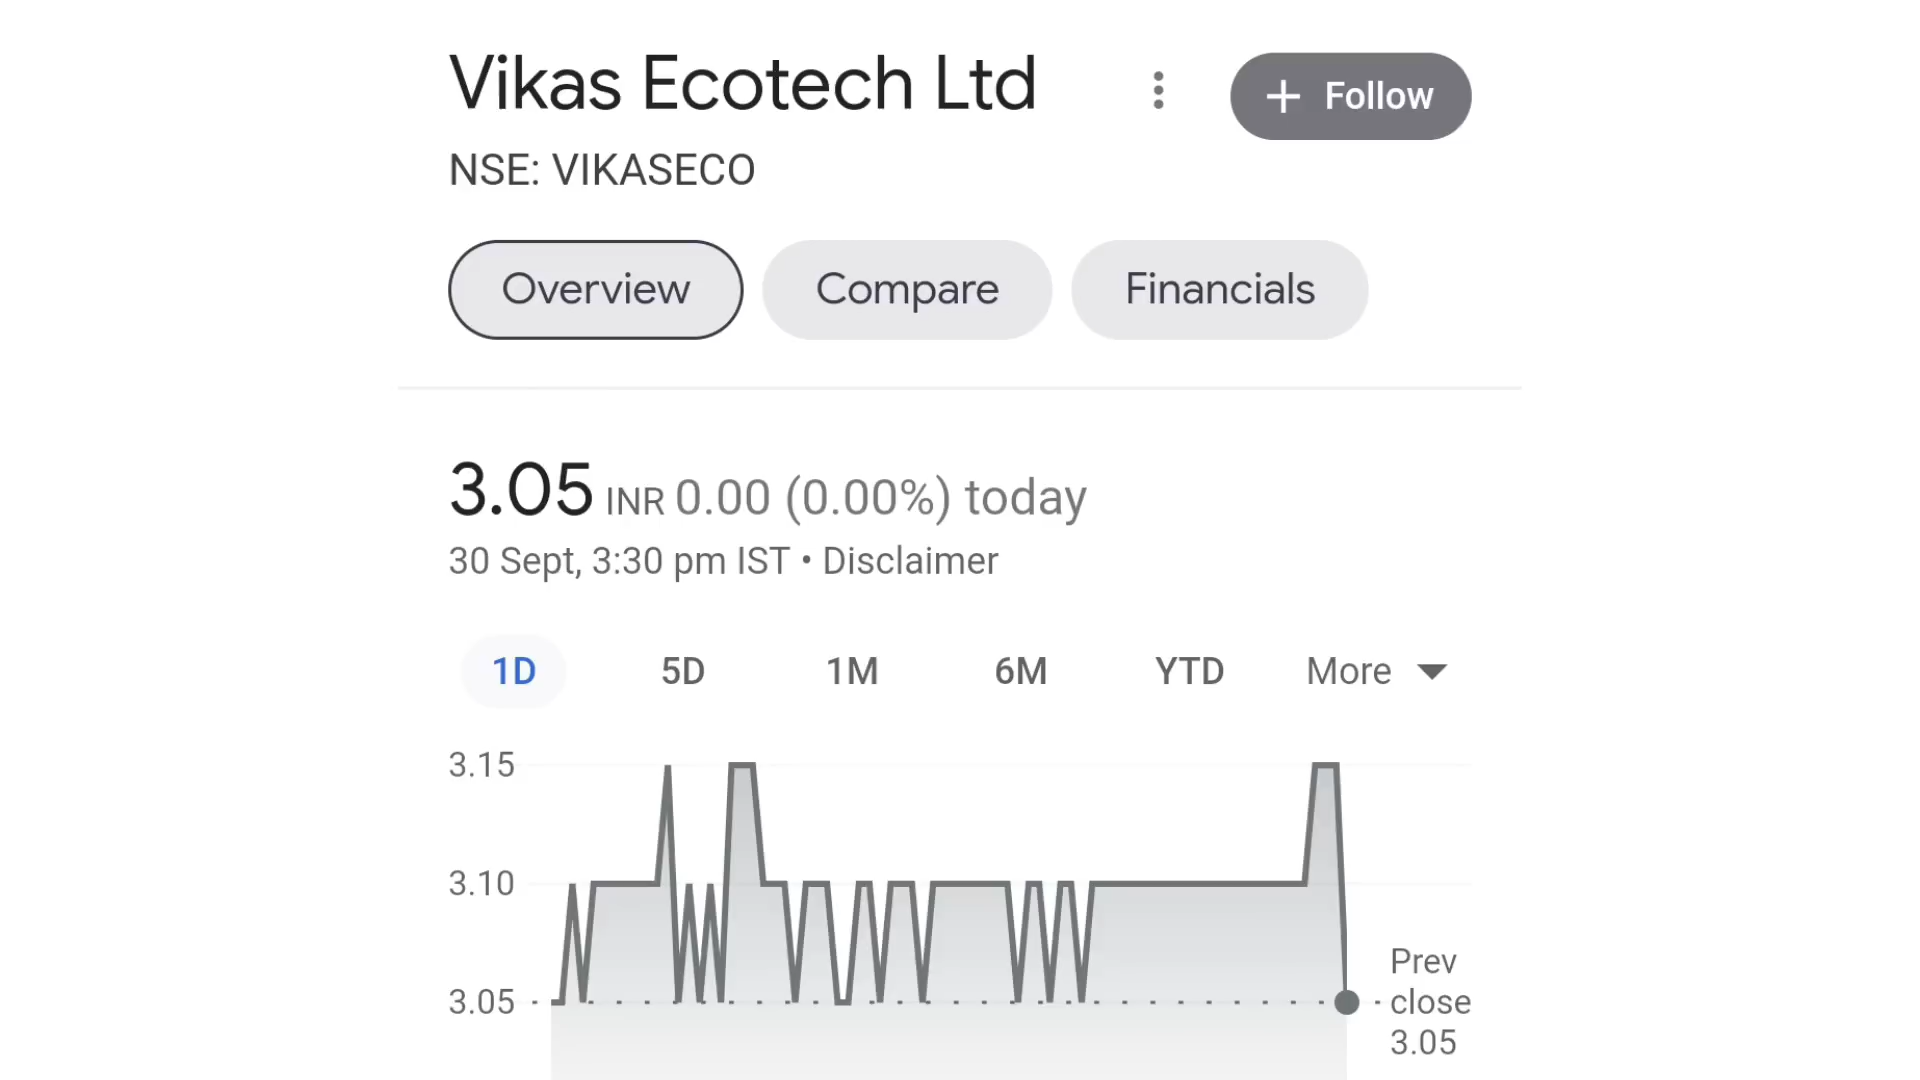 Vikas Ecotech Ltd
+ Follow
NSE: VIKASECO
Overview
Compare
Financials
3.05 INR 0.00 (0.00%) today
30 Sept, 3:30 pm IST • Disclaimer
1D 5D 1M 6M YTD More
3.15
3.10
3.05
Prev
close
3.05